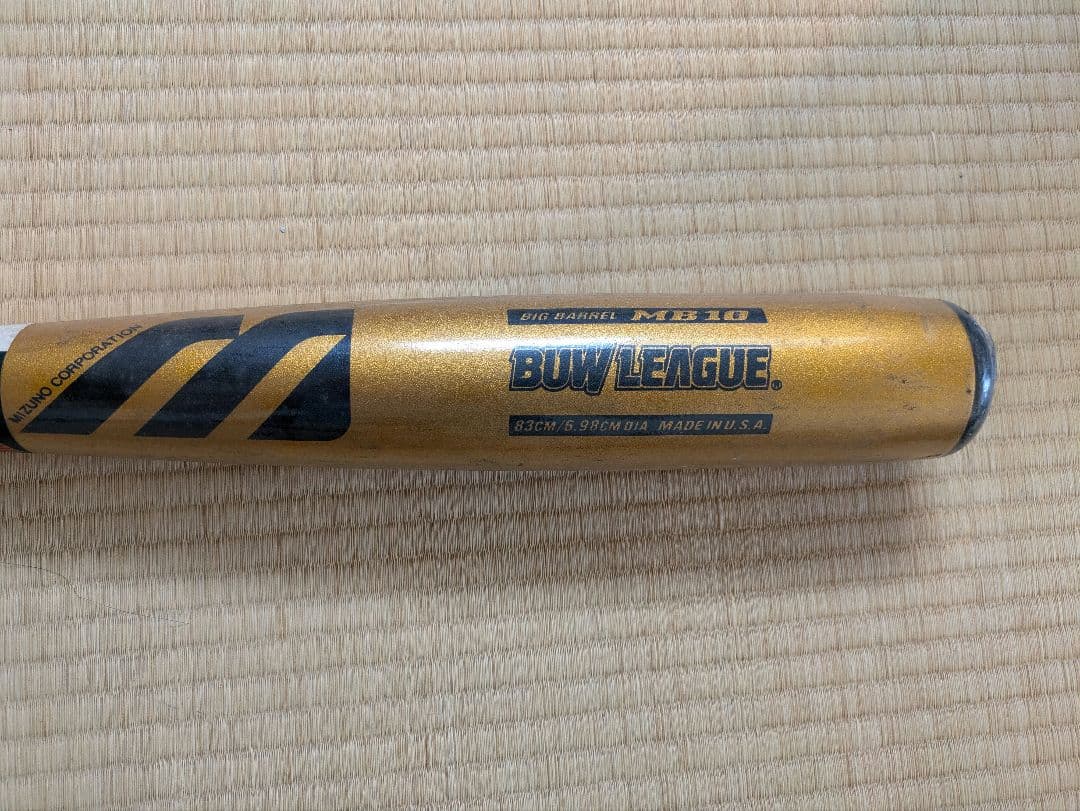 MIZUNO CORPORATION
BIG BARREL MB10
BUW LEAGUE®
83CM/6.98CM DIA MADE IN U.S.A.